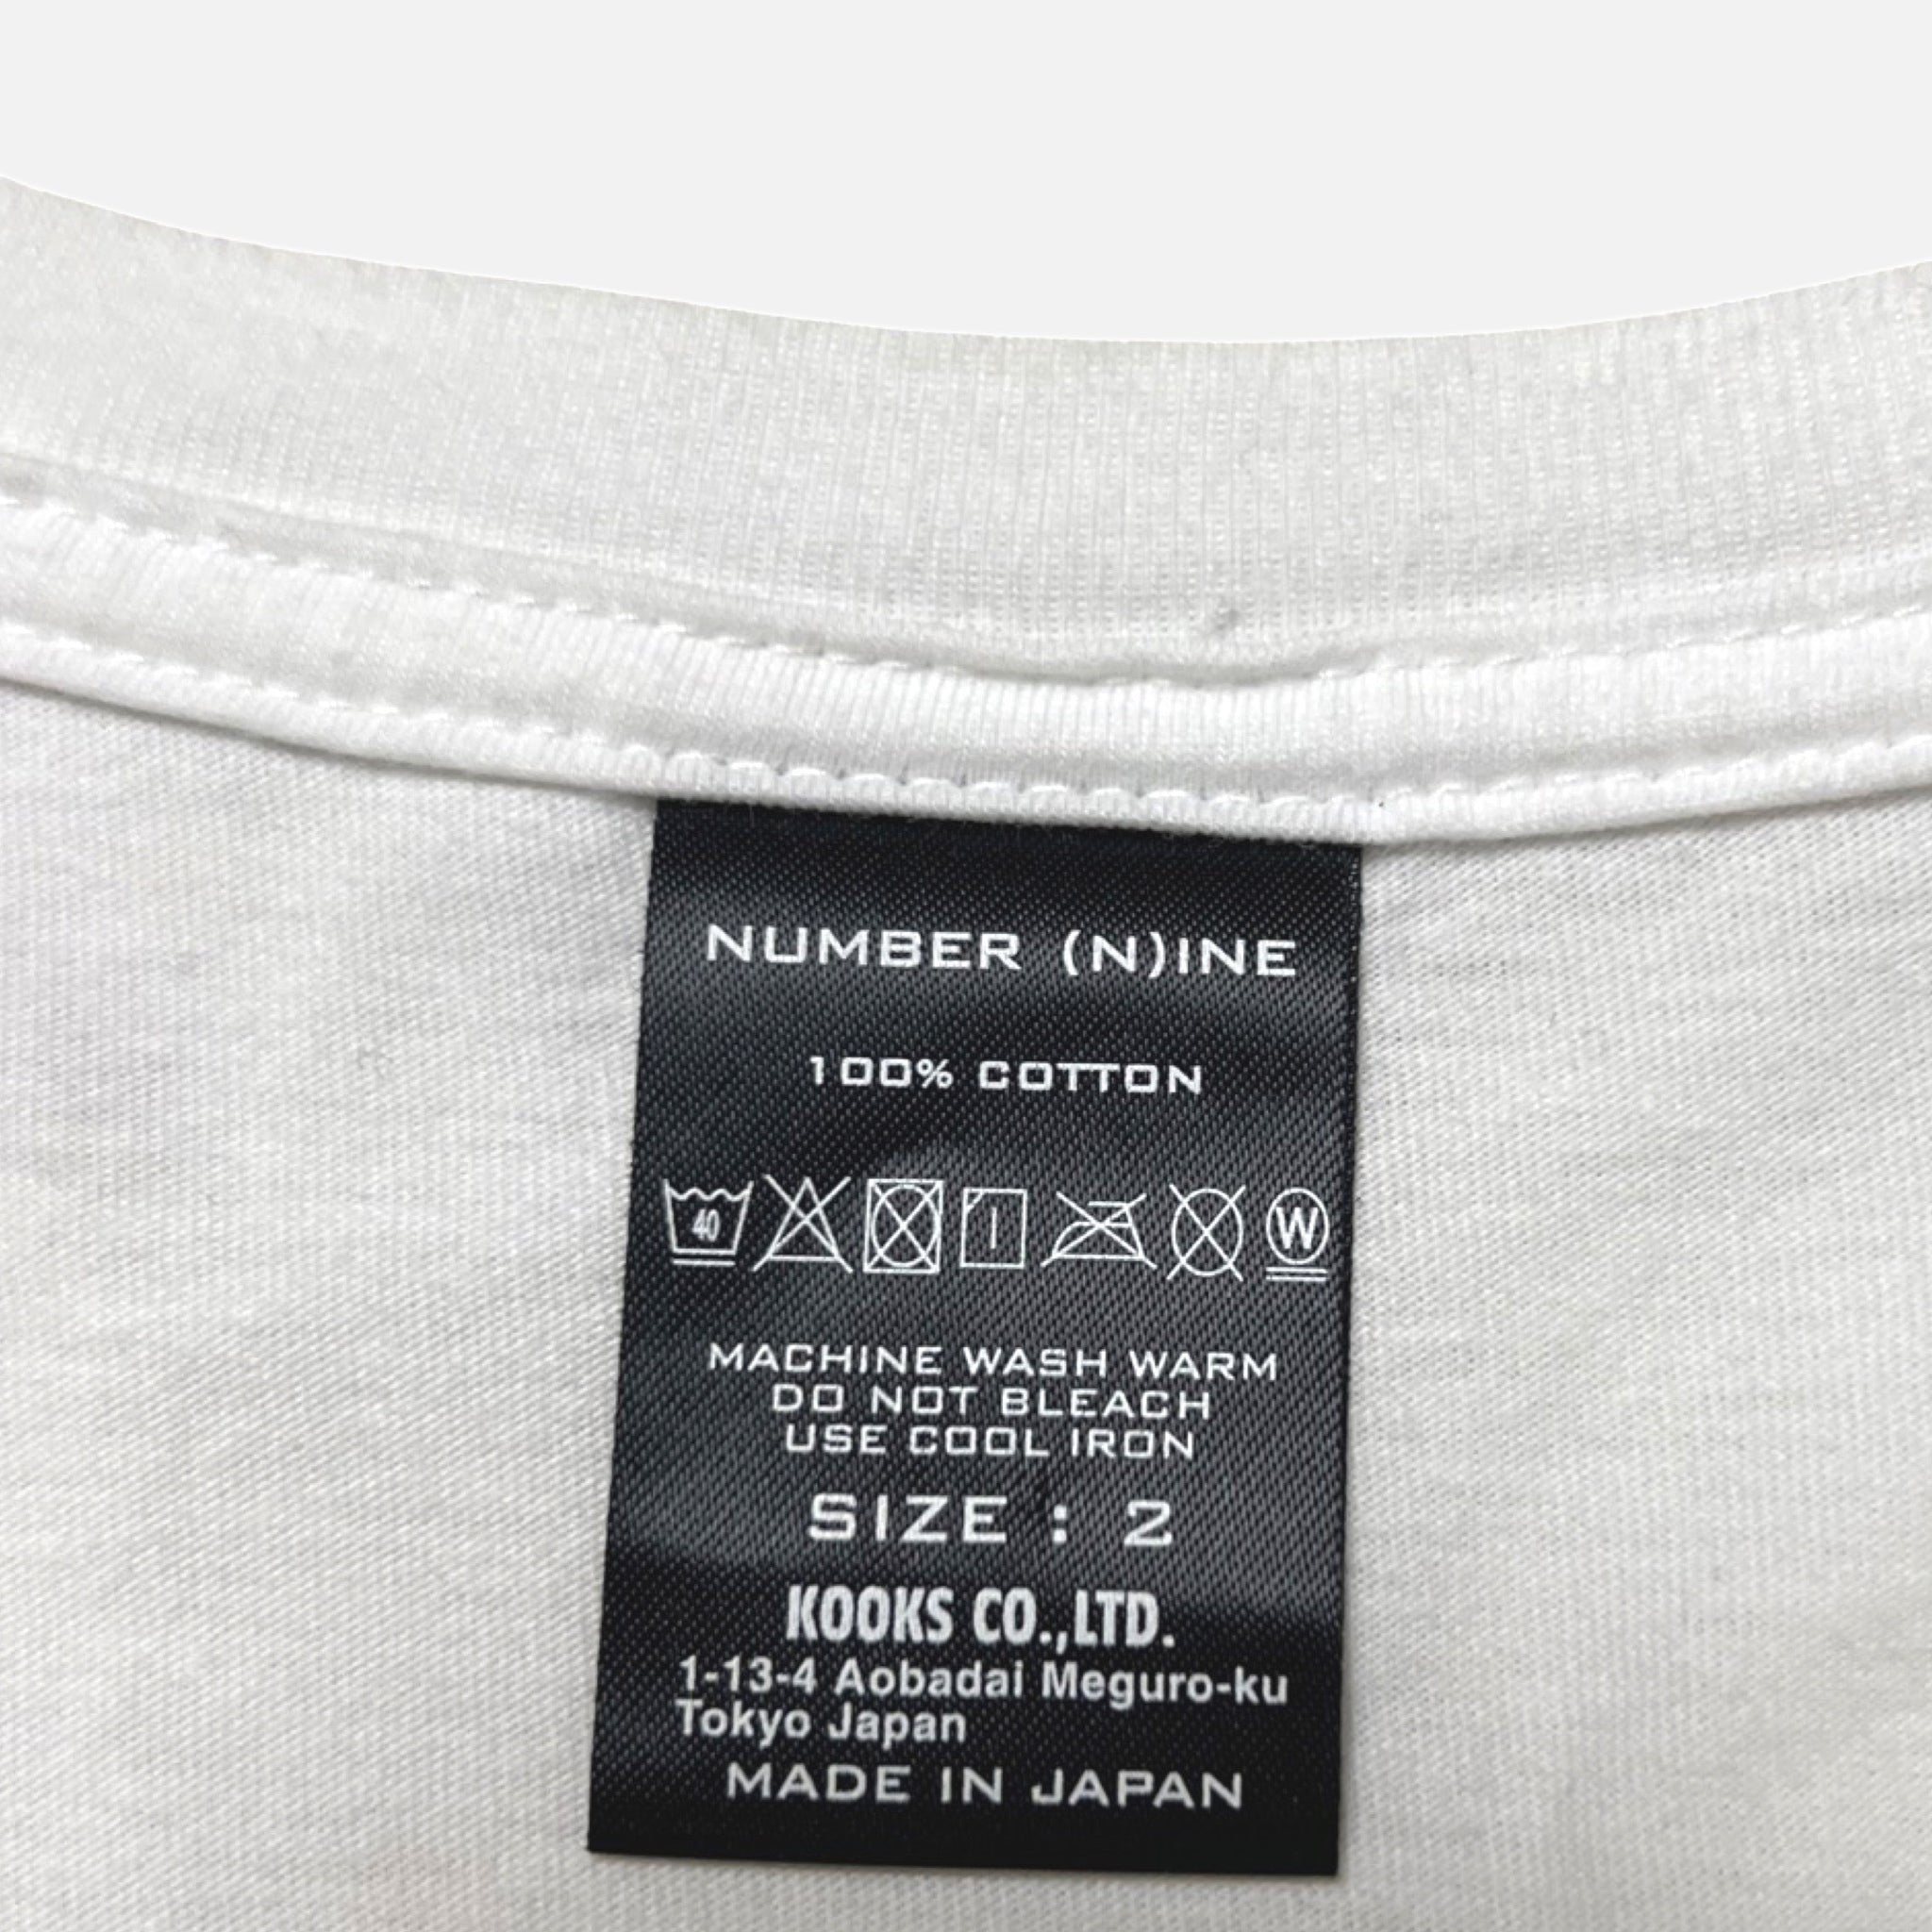 NUMBER (N)INE
100% COTTON
40 W
MACHINE WASH WARM
DO NOT BLEACH
USE COOL IRON
SIZE : 2
KOOKS CO.,LTD.
1-13-4 Aobadai Meguro-ku
Tokyo Japan
MADE IN JAPAN